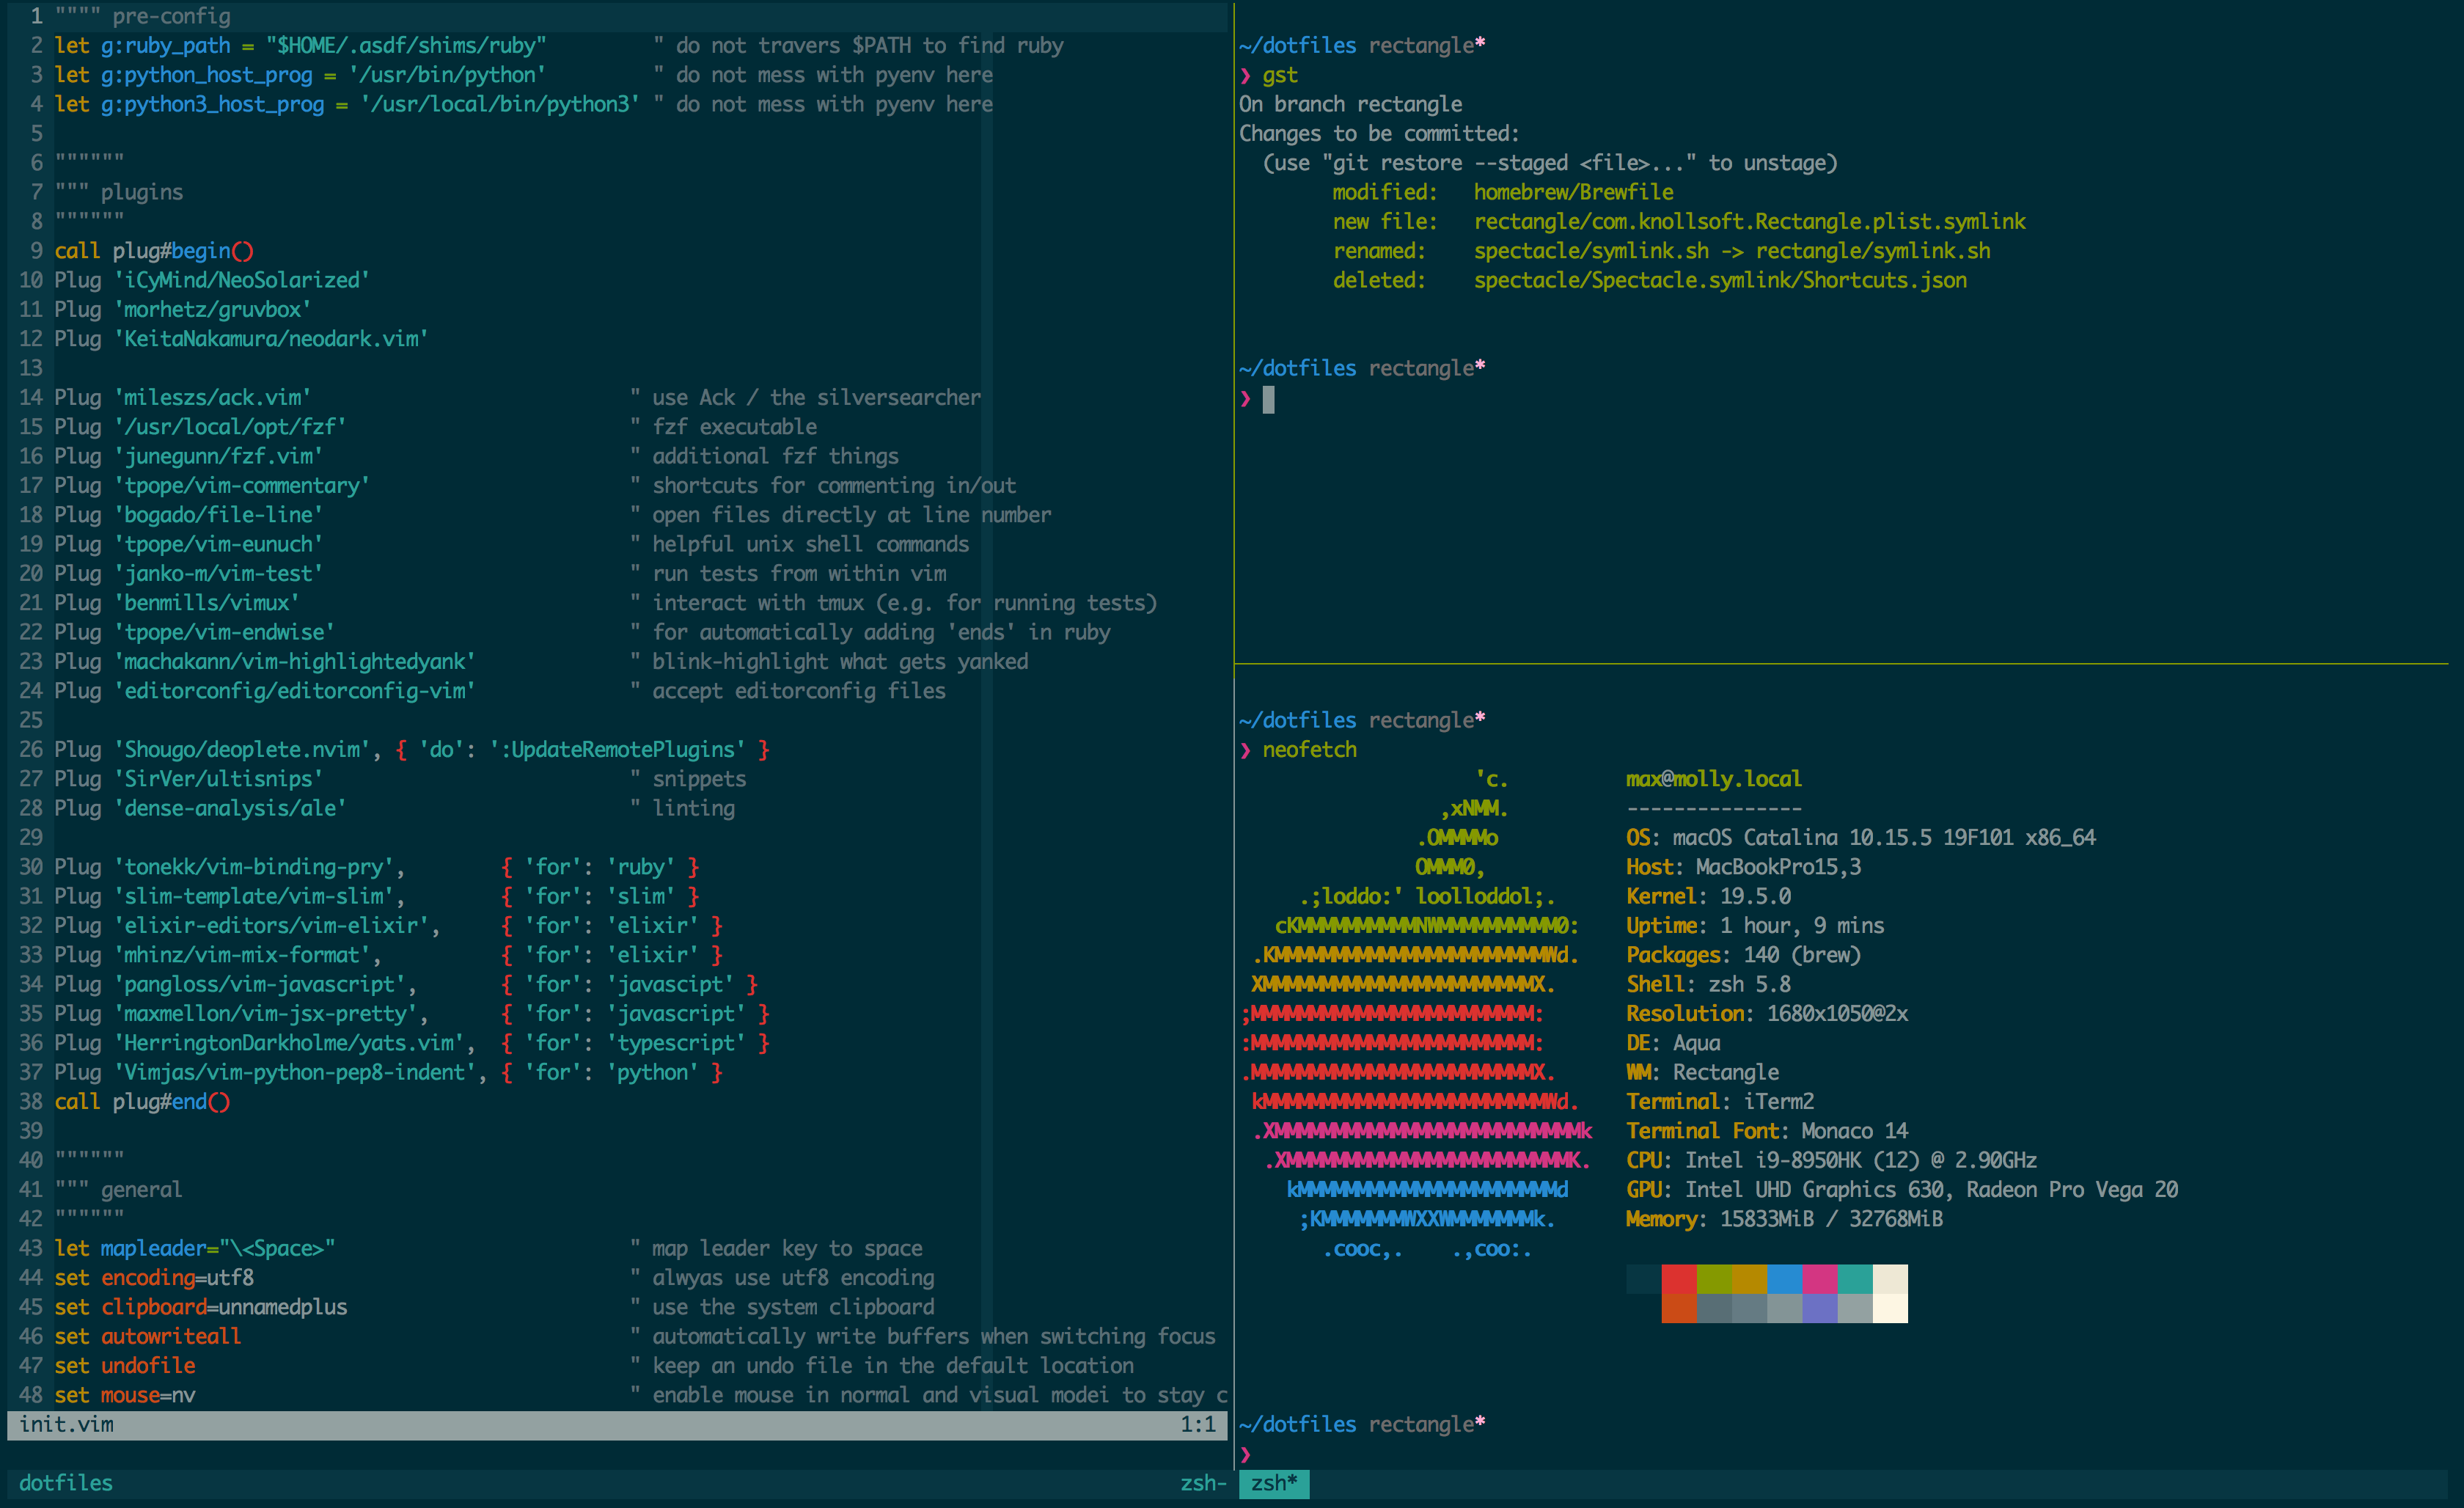 1 """" pre-config
2 let g:ruby_path = "$HOME/.asdf/shims/ruby" " do not travers $PATH to find ruby
3 let g:python_host_prog = '/usr/bin/python' " do not mess with pyenv here
4 let g:python3_host_prog = '/usr/local/bin/python3' " do not mess with pyenv here
5
6 """"""
7 """ plugins
8 """"""
9 call plug#begin()
10 Plug 'iCyMind/NeoSolarized'
11 Plug 'morhetz/gruvbox'
12 Plug 'KeitaNakamura/neodark.vim'
13
14 Plug 'mileszs/ack.vim' " use Ack / the silversearcher
15 Plug '/usr/local/opt/fzf' " fzf executable
16 Plug 'junegunn/fzf.vim' " additional fzf things
17 Plug 'tpope/vim-commentary' " shortcuts for commenting in/out
18 Plug 'bogado/file-line' " open files directly at line number
19 Plug 'tpope/vim-eunuch' " helpful unix shell commands
20 Plug 'janko-m/vim-test' " run tests from within vim
21 Plug 'benmills/vimux' " interact with tmux (e.g. for running tests)
22 Plug 'tpope/vim-endwise' " for automatically adding 'ends' in ruby
23 Plug 'machakann/vim-highlightedyank' " blink-highlight what gets yanked
24 Plug 'editorconfig/editorconfig-vim' " accept editorconfig files
25
26 Plug 'Shougo/deoplete.nvim', { 'do': ':UpdateRemotePlugins' }
27 Plug 'SirVer/ultisnips' " snippets
28 Plug 'dense-analysis/ale' " linting
29
30 Plug 'tonekk/vim-binding-pry', { 'for': 'ruby' }
31 Plug 'slim-template/vim-slim', { 'for': 'slim' }
32 Plug 'elixir-editors/vim-elixir', { 'for': 'elixir' }
33 Plug 'mhinz/vim-mix-format', { 'for': 'elixir' }
34 Plug 'pangloss/vim-javascript', { 'for': 'javascipt' }
35 Plug 'maxmellon/vim-jsx-pretty', { 'for': 'javascript' }
36 Plug 'HerringtonDarkholme/yats.vim', { 'for': 'typescript' }
37 Plug 'Vimjas/vim-python-pep8-indent', { 'for': 'python' }
38 call plug#end()
39
40 """"""
41 """ general
42 """"""
43 let mapleader="\<Space>" " map leader key to space
44 set encoding=utf8 " alwyas use utf8 encoding
45 set clipboard=unnamedplus " use the system clipboard
46 set autowriteall " automatically write buffers when switching focus
47 set undofile " keep an undo file in the default location
48 set mouse=nv " enable mouse in normal and visual modei to stay c
init.vim 1:1
~/dotfiles rectangle*
❯ gst
On branch rectangle
Changes to be committed:
(use "git restore --staged <file>..." to unstage)
modified: homebrew/Brewfile
new file: rectangle/com.knollsoft.Rectangle.plist.symlink
renamed: spectacle/symlink.sh -> rectangle/symlink.sh
deleted: spectacle/Spectacle.symlink/Shortcuts.json
~/dotfiles rectangle*
❯
~/dotfiles rectangle*
❯ neofetch
max@molly.local
---------------
OS: macOS Catalina 10.15.5 19F101 x86_64
Host: MacBookPro15,3
Kernel: 19.5.0
Uptime: 1 hour, 9 mins
Packages: 140 (brew)
Shell: zsh 5.8
Resolution: 1680x1050@2x
DE: Aqua
WM: Rectangle
Terminal: iTerm2
Terminal Font: Monaco 14
CPU: Intel i9-8950HK (12) @ 2.90GHz
GPU: Intel UHD Graphics 630, Radeon Pro Vega 20
Memory: 15833MiB / 32768MiB
~/dotfiles rectangle*
❯
dotfiles zsh- zsh*